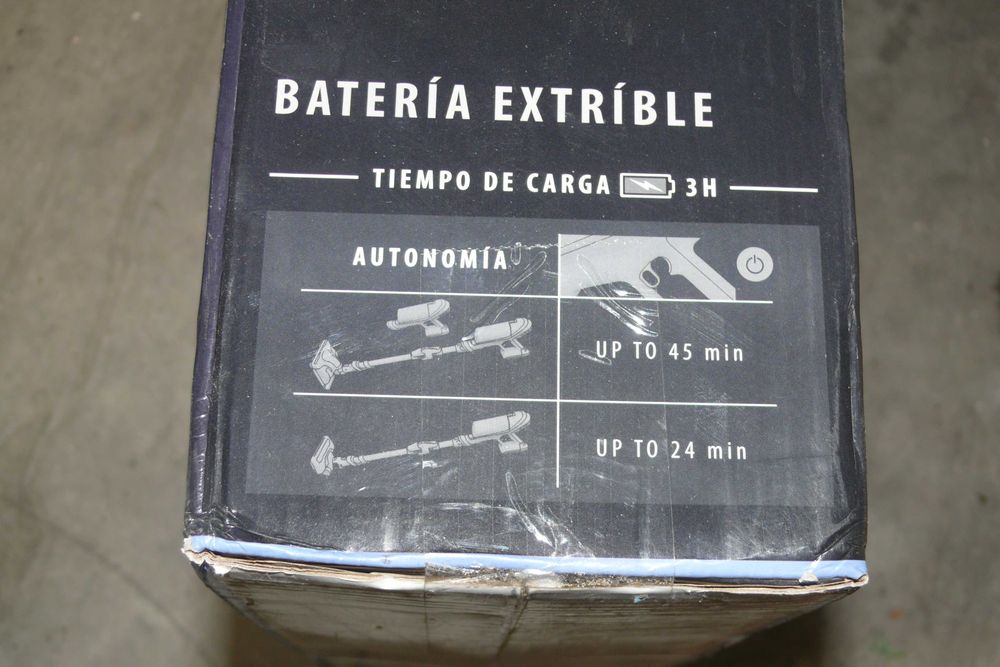 BATERÍA EXTRÍBLE
TIEMPO DE CARGA 3H
AUTONOMÍA
UP TO 45 min
UP TO 24 min